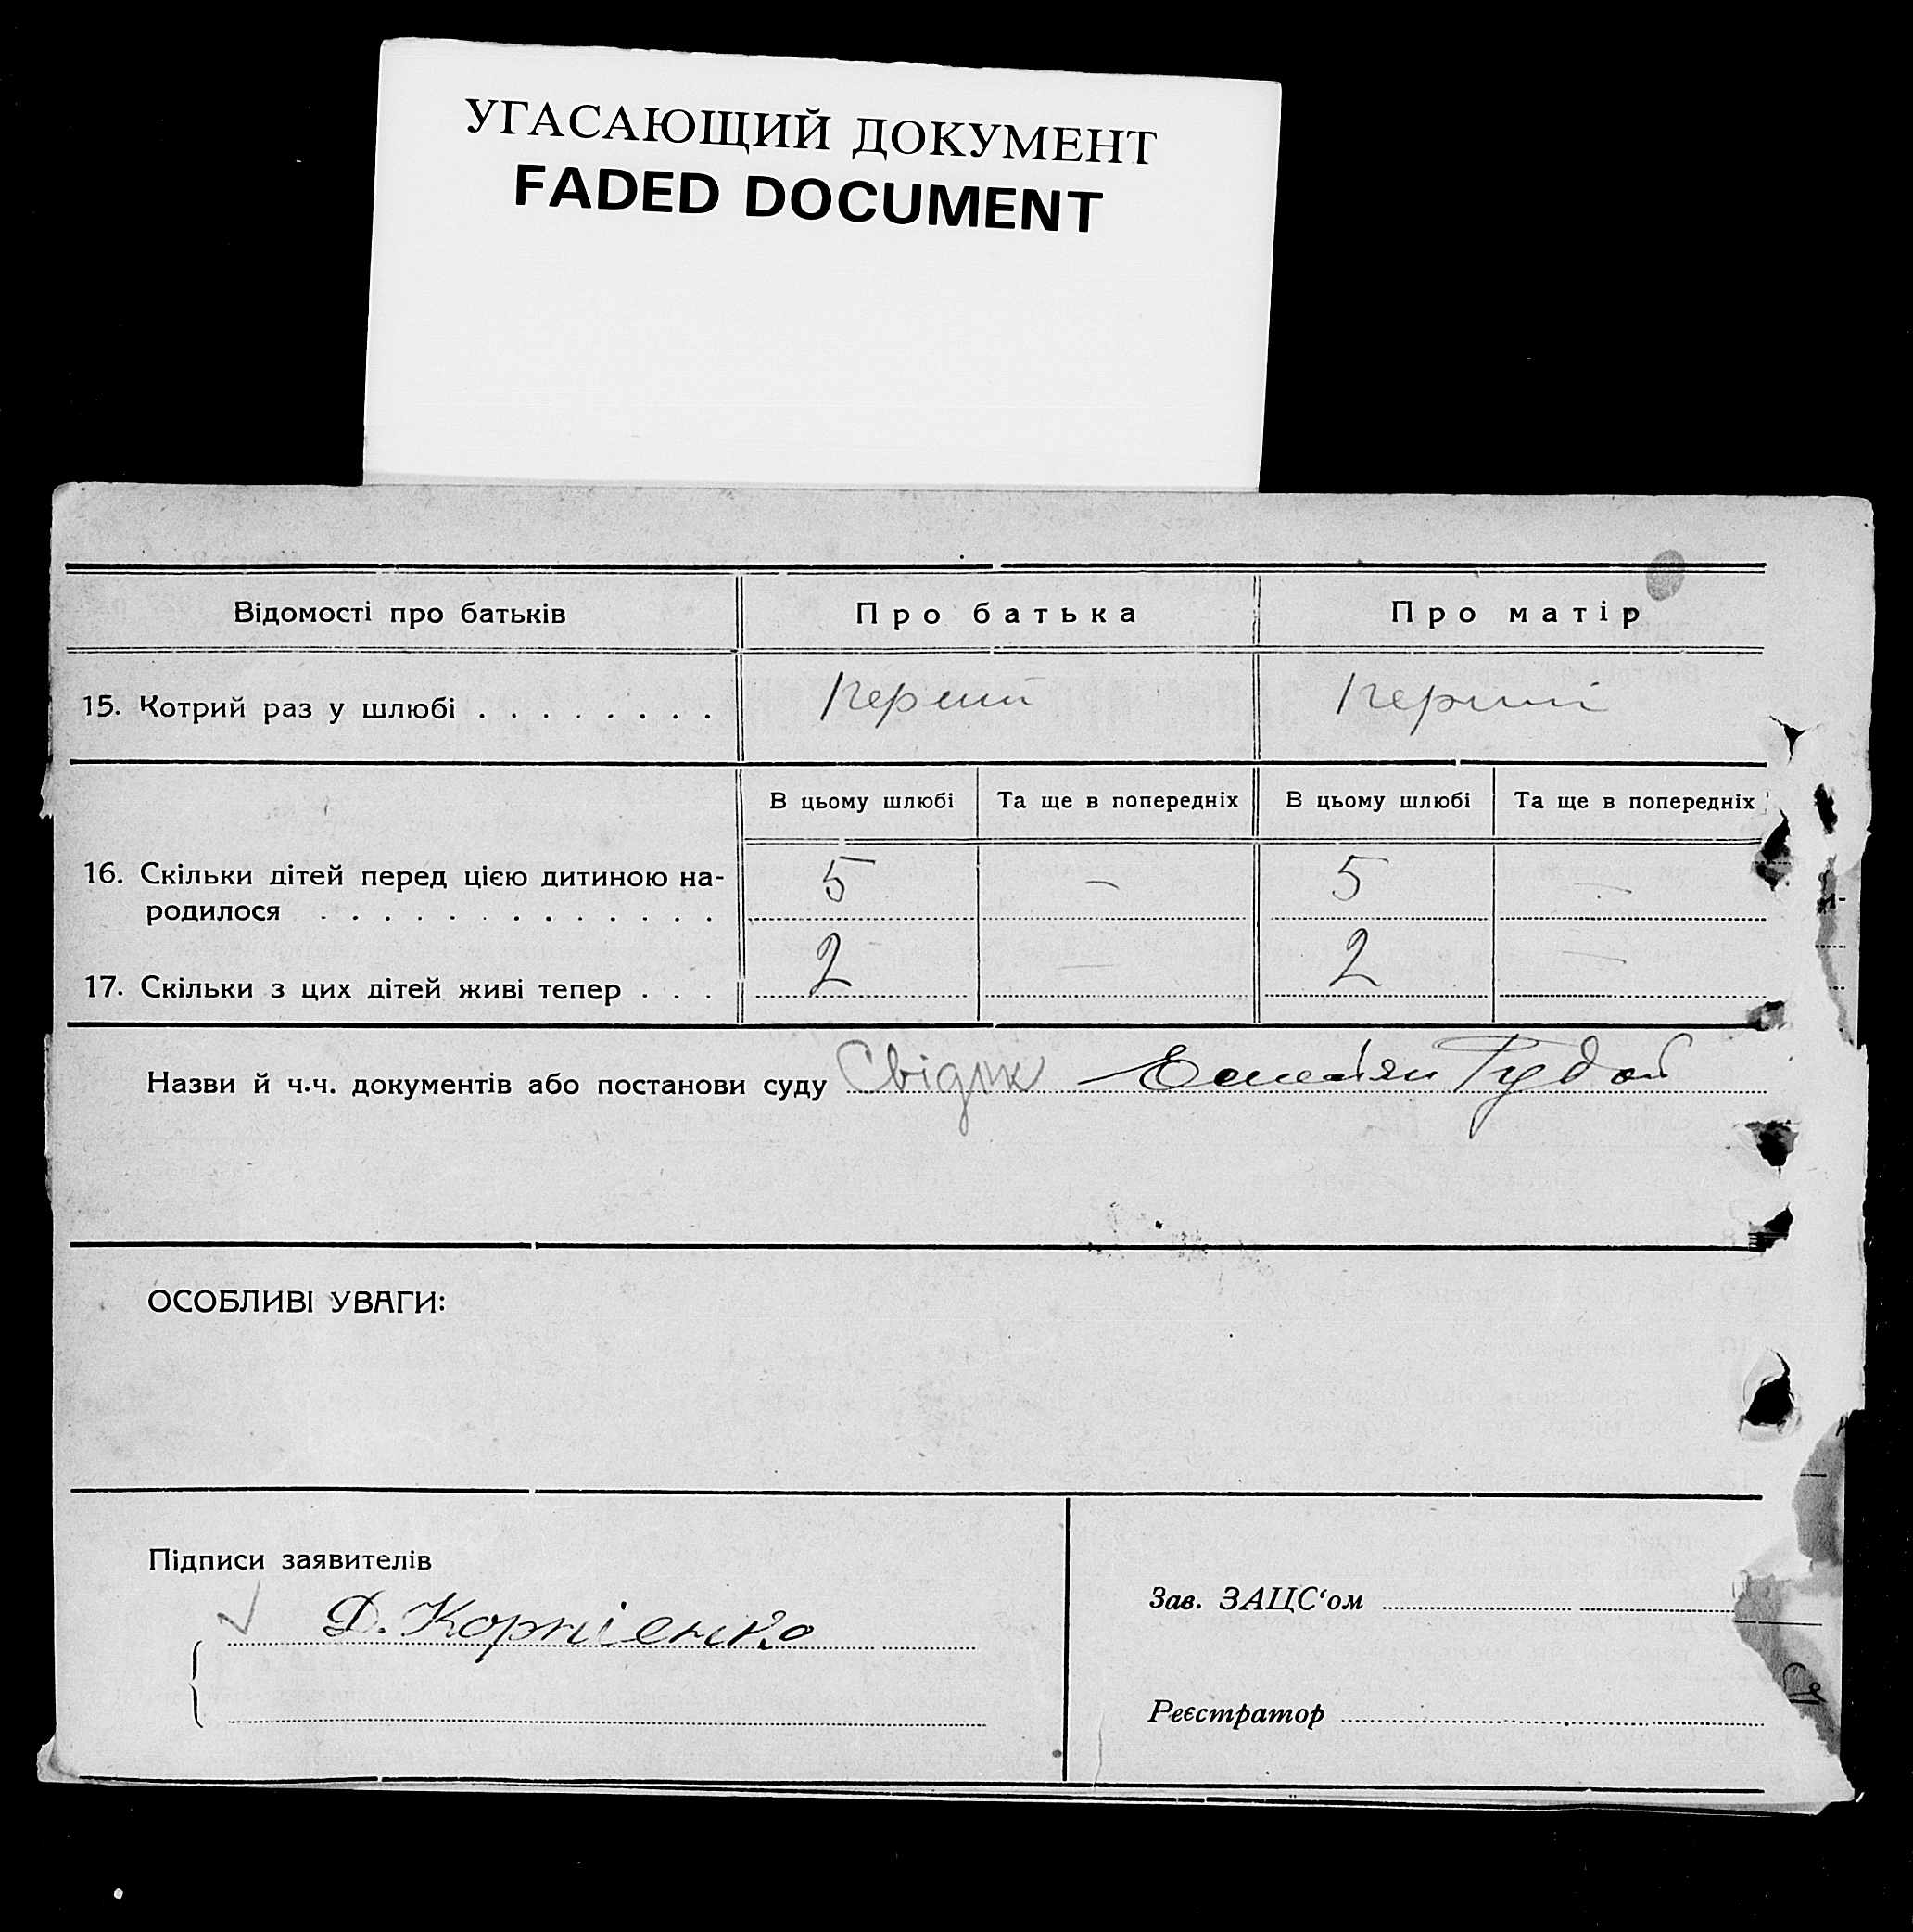 УГАСАЮЩИЙ ДОКУМЕНТ
FADED DOCUMENT
Відомості про батьків
Про батька
Про матір
15. Котрий раз у шлюбі . . . . . . . .
перший
перший
В цьому шлюбі
Та ще в попередніх
В цьому шлюбі
Та ще в попередніх
16. Скільки дітей перед цією дитиною на-
родилося . . . . . . . . . . . . .
5 — 5 —
17. Скільки з цих дітей живі тепер . . .
2 — 2 —
Назви й ч.ч. документів або постанови суду Свідок
ОСОБЛИВІ УВАГИ:
Підписи заявителів
Д. Корнієнко
Зав. ЗАЦС‘ом
Реєстратор